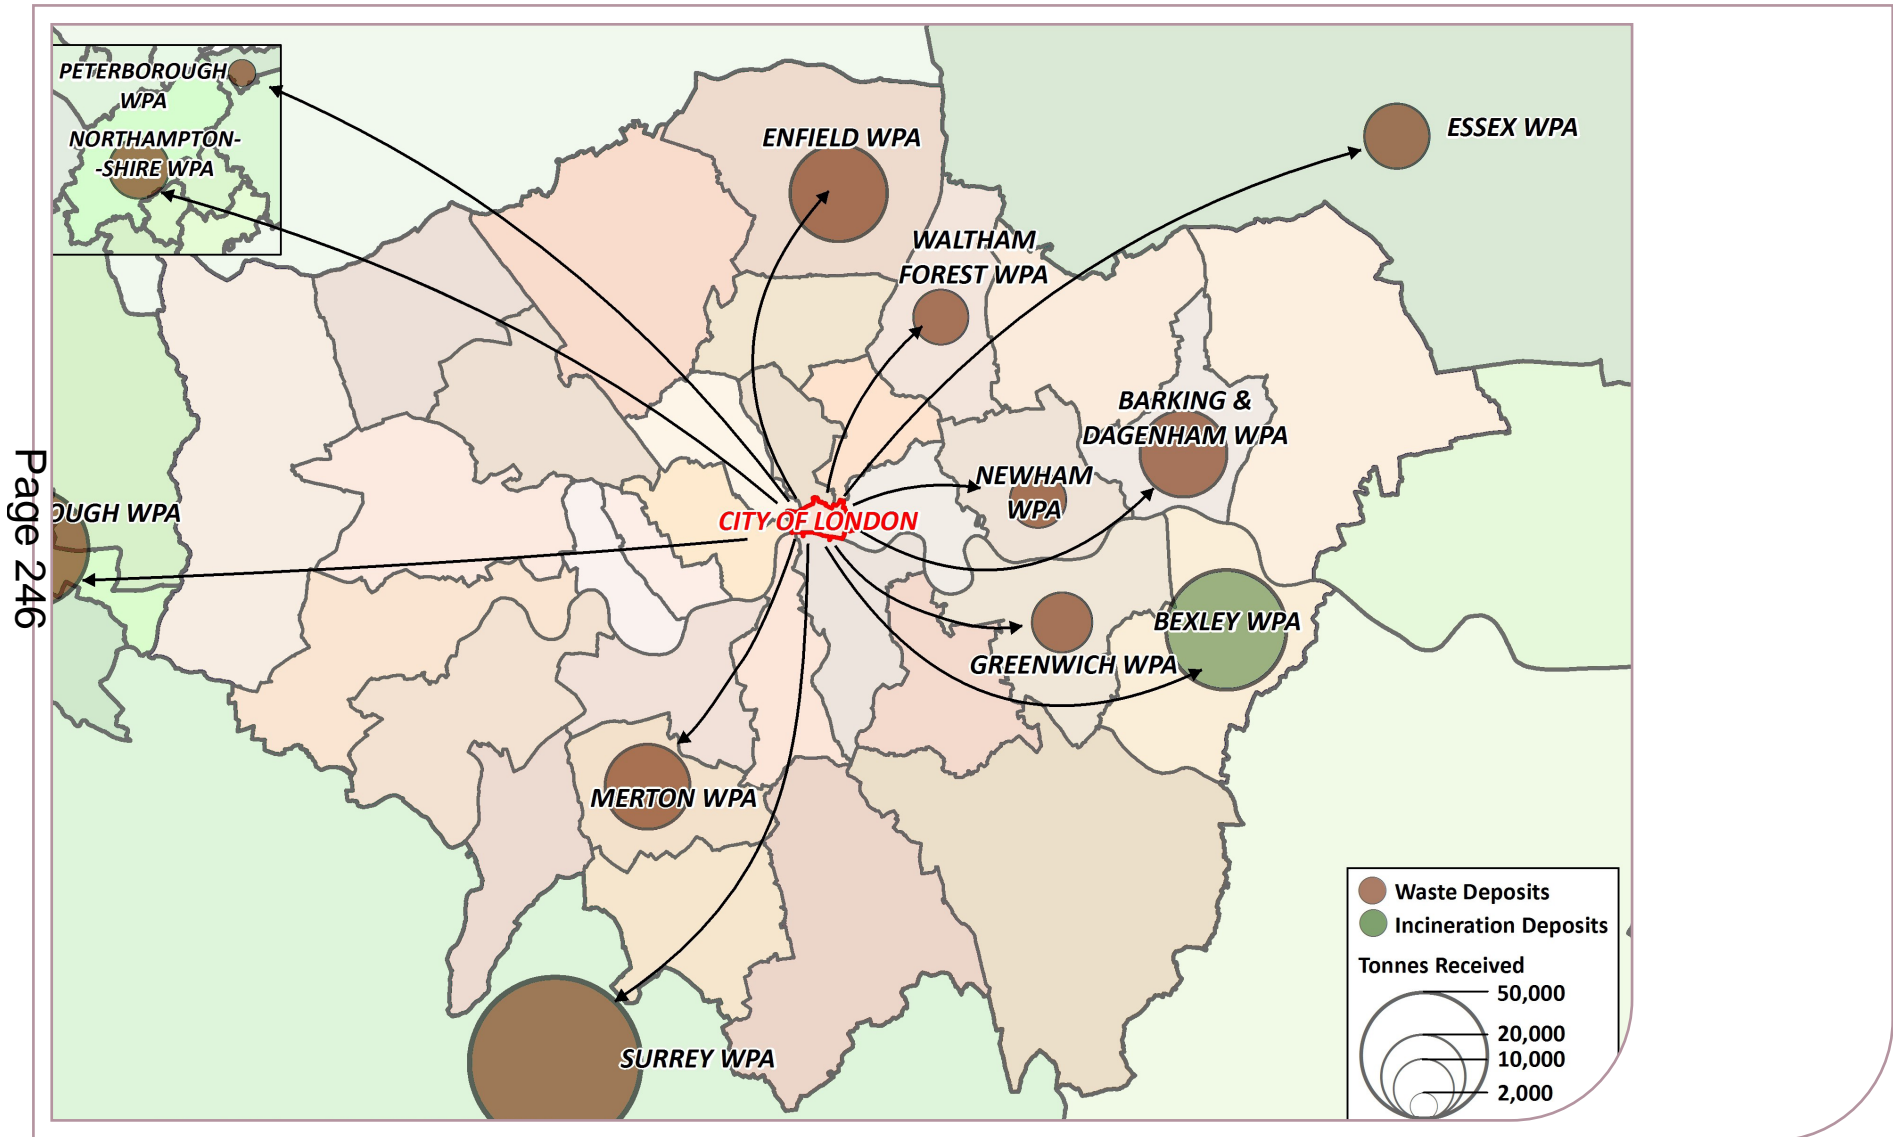 PETERBOROUGH
WPA
NORTHAMPTON-
-SHIRE WPA
ENFIELD WPA
ESSEX WPA
WALTHAM
FOREST WPA
BARKING &
DAGENHAM WPA
NEWHAM
WPA
OUGH WPA
CITY OF LONDON
BEXLEY WPA
GREENWICH WPA
MERTON WPA
SURREY WPA
Page 246
Waste Deposits
Incineration Deposits
Tonnes Received
50,000
20,000
10,000
2,000